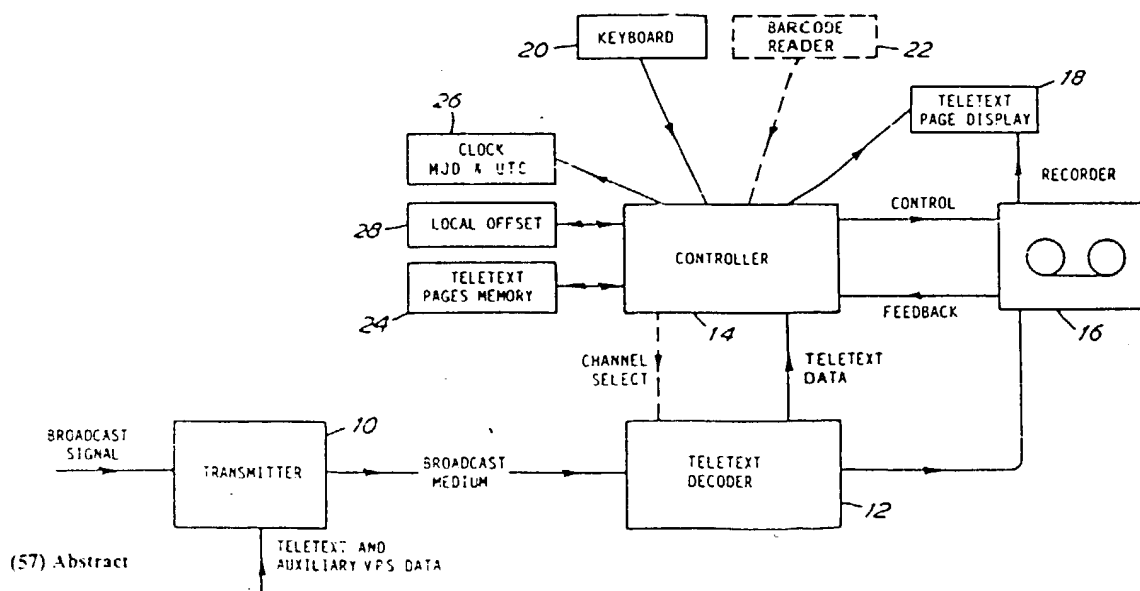 KEYBOARD
20
BARCODE
READER
22
18
TELETEXT
PAGE DISPLAY
26
CLOCK
MJD & UTC
RECORDER
CONTROL
28
LOCAL OFFSET
CONTROLLER
TELETEXT
PAGES MEMORY
24
FEEDBACK
14
16
CHANNEL
SELECT
TELETEXT
DATA
10
BROADCAST
SIGNAL
TRANSMITTER
BROADCAST
MEDIUM
TELETEXT
DECODER
12
(57) Abstract
TELETEXT AND
AUXILIARY VPS DATA